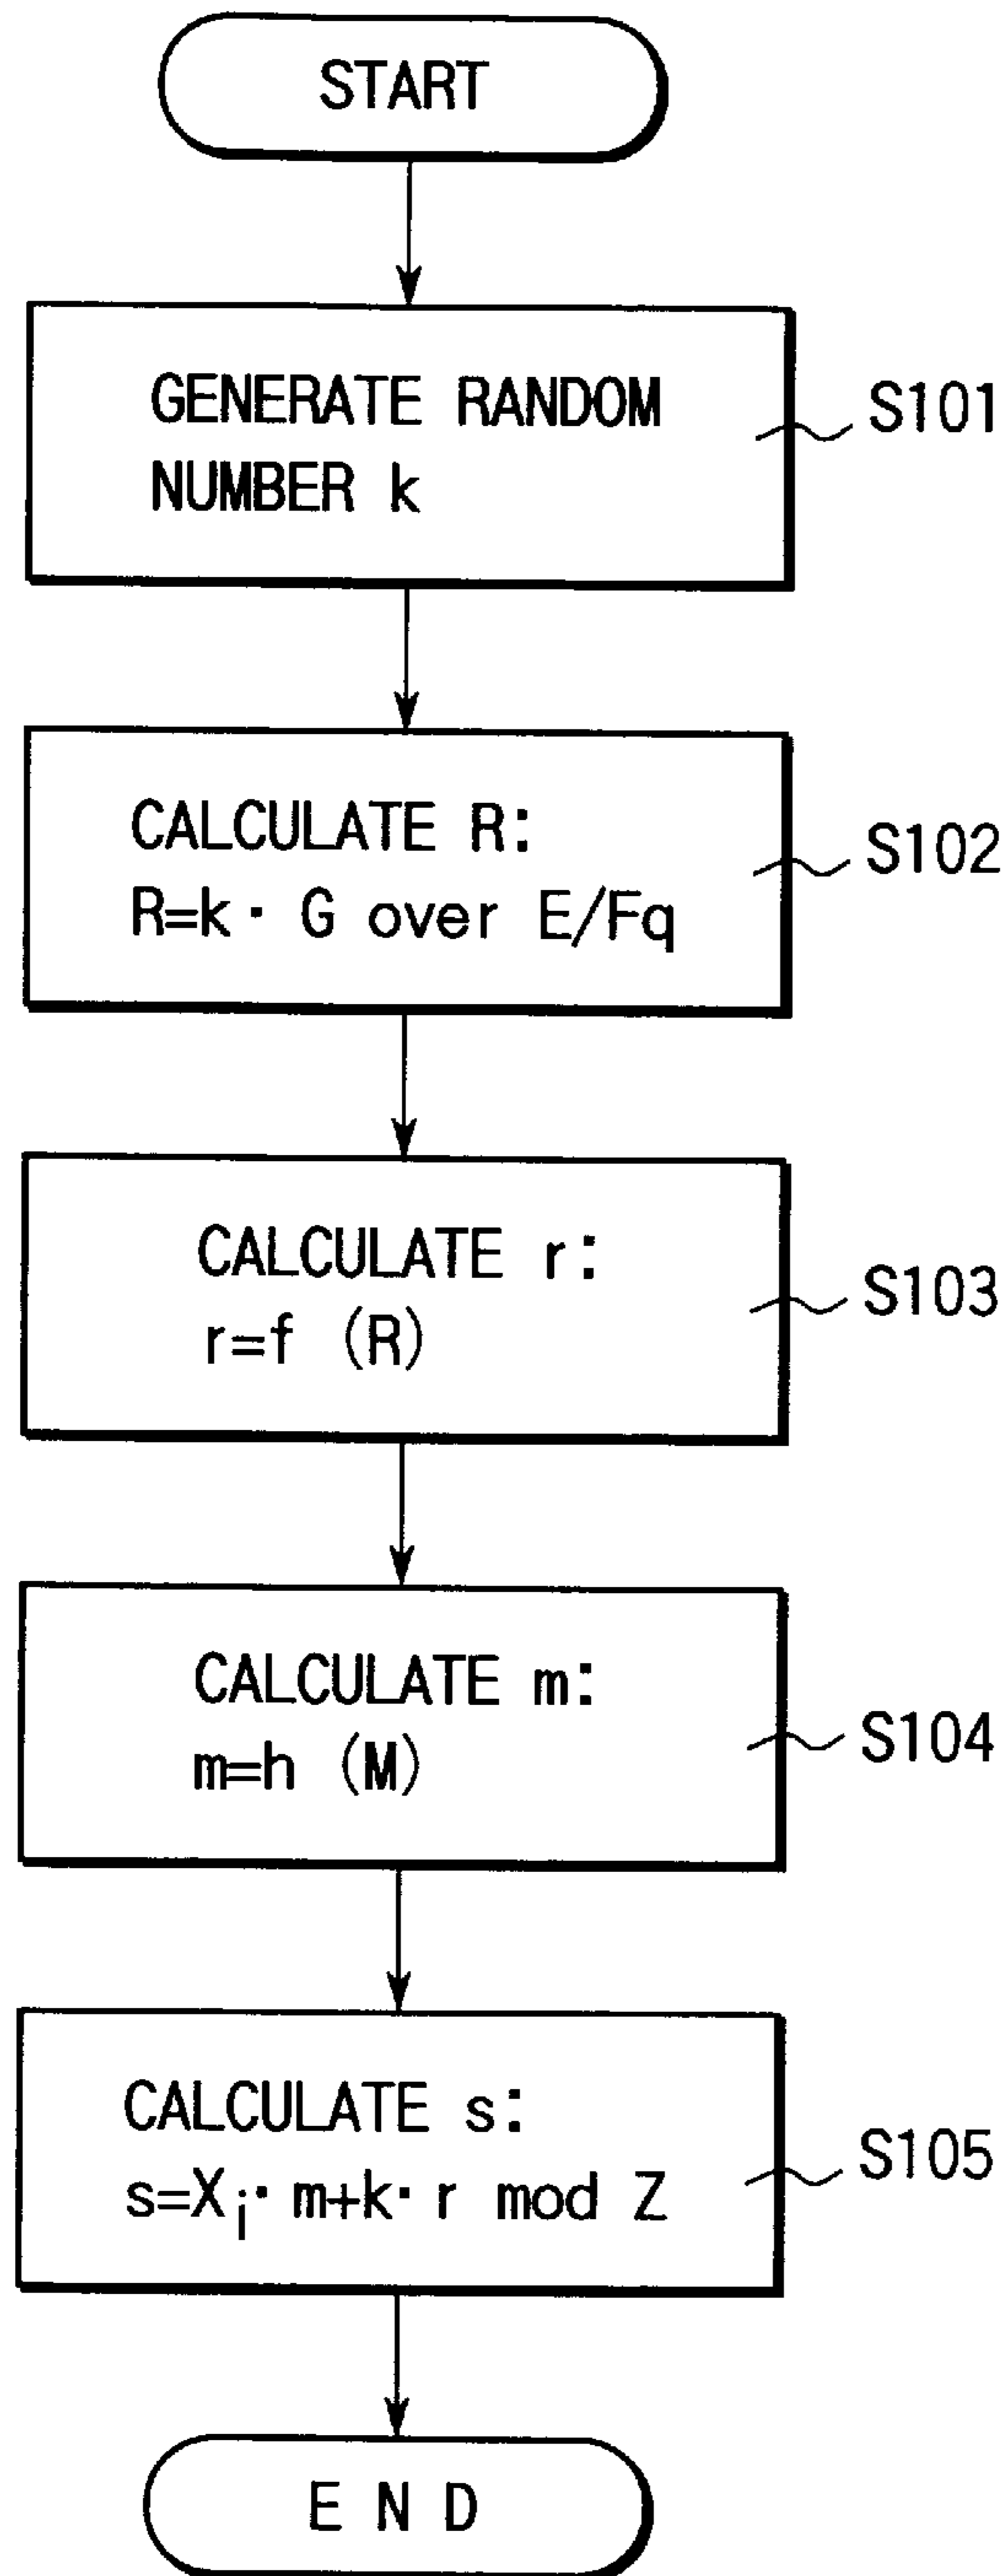 START
GENERATE RANDOM
NUMBER k
S101
CALCULATE R:
R=k· G over E/Fq
S102
CALCULATE r:
r=f (R)
S103
CALCULATE m:
m=h (M)
S104
CALCULATE s:
s=Xi· m+k· r mod Z
S105
E N D